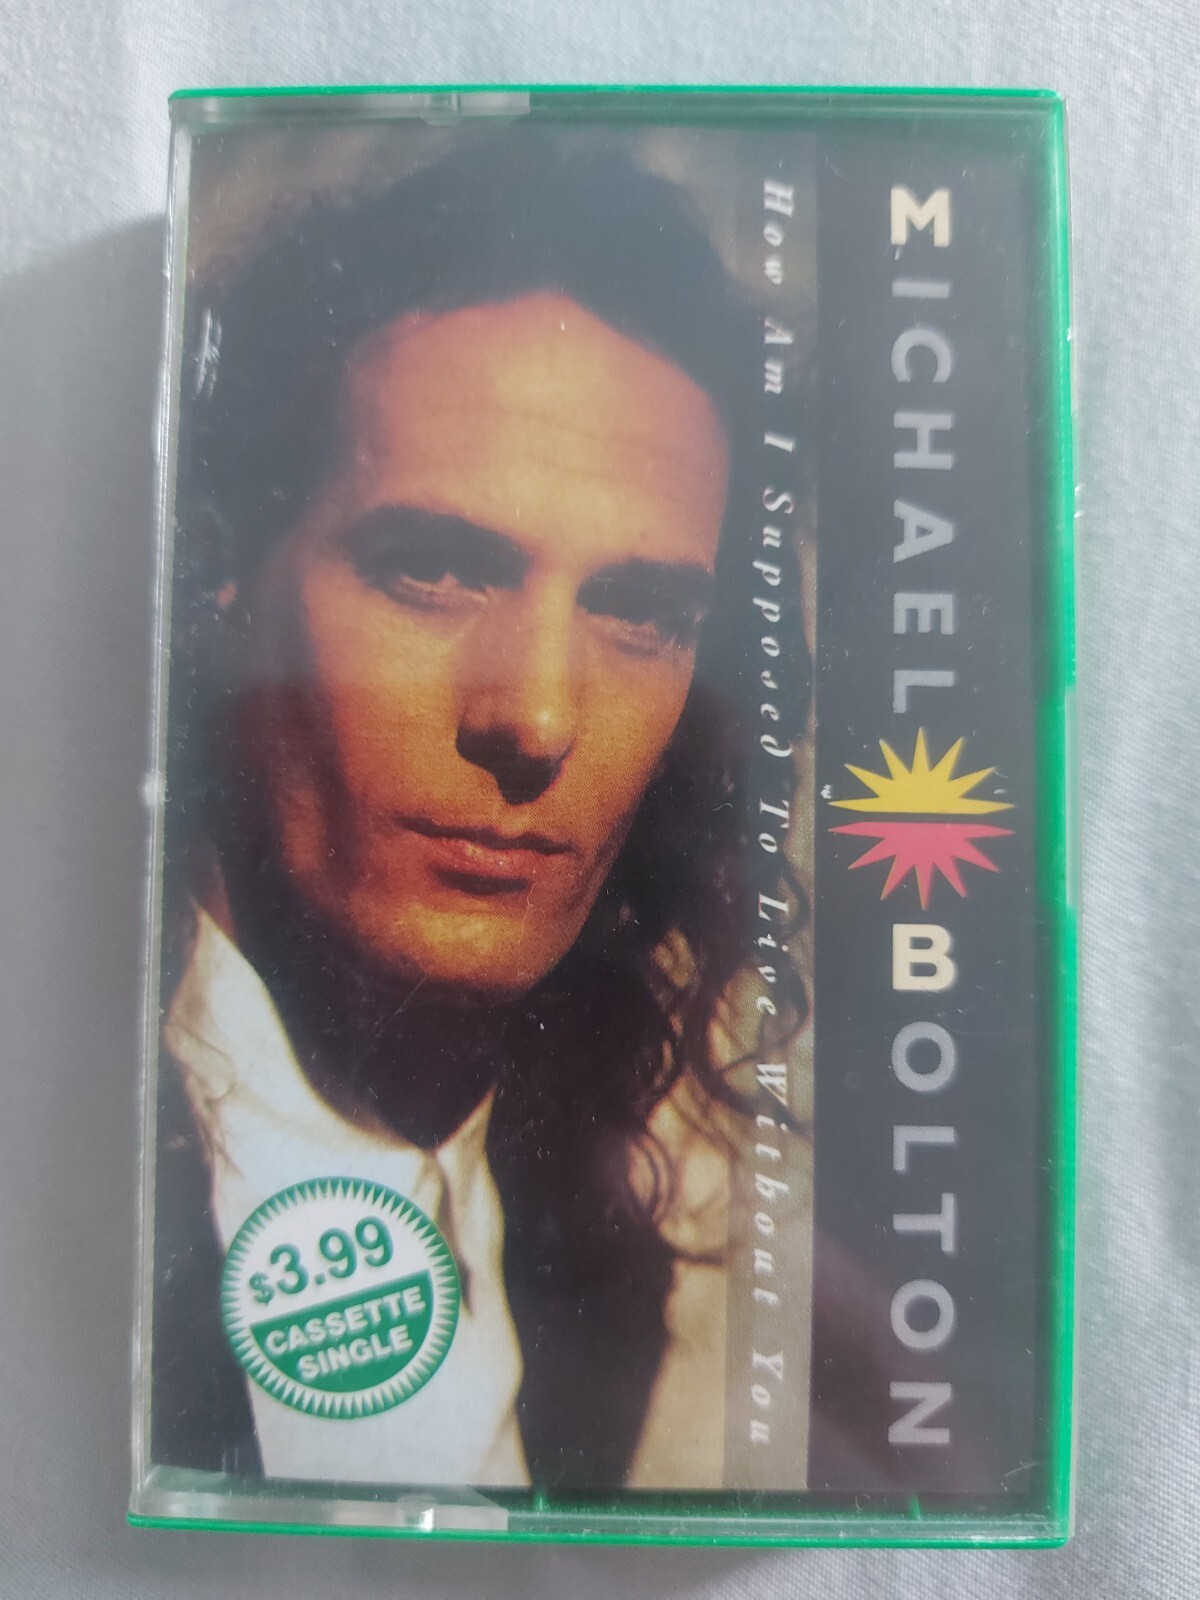 MICHAEL BOLTON
How Am I Supposed To Live Without You
$3.99
CASSETTE
SINGLE